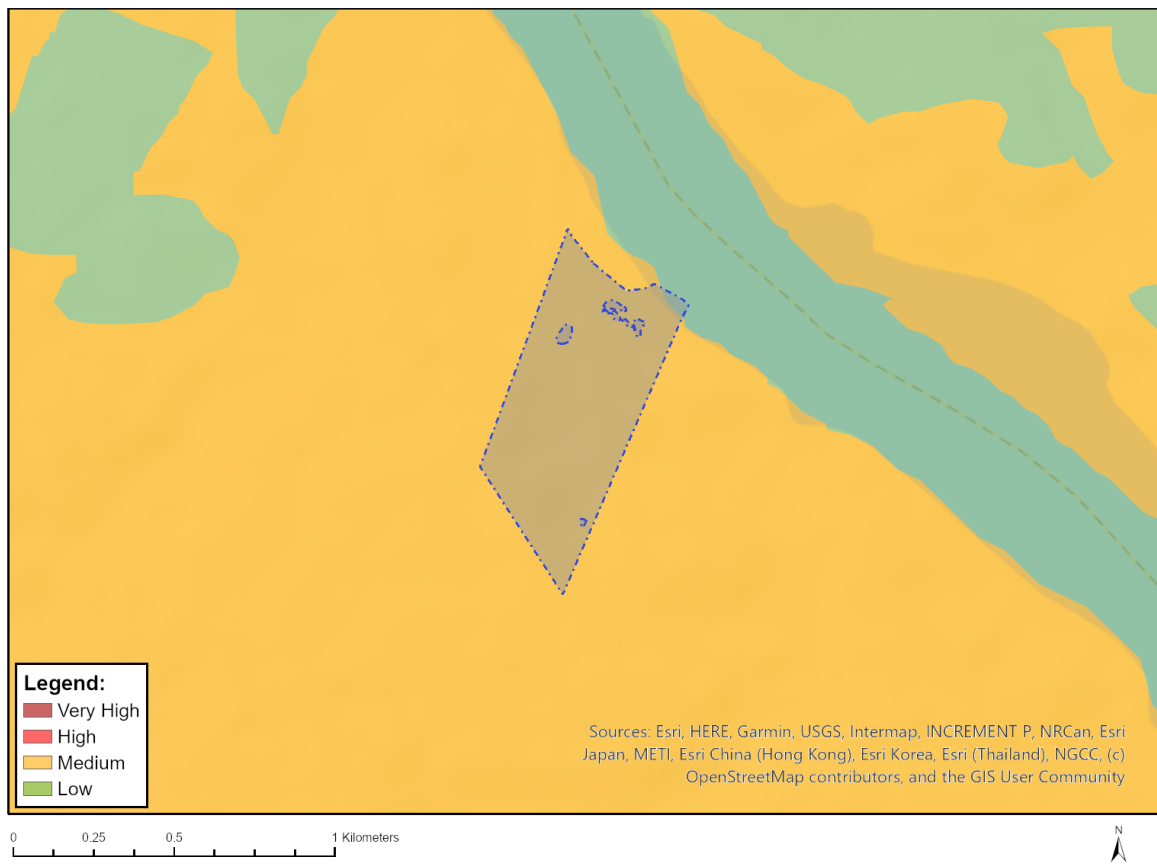 Legend:
Very High
High
Medium
Low
Sources: Esri, HERE, Garmin, USGS, Intermap, INCREMENT P, NRCan, Esri
Japan, METI, Esri China (Hong Kong), Esri Korea, Esri (Thailand), NGCC, (c)
OpenStreetMap contributors, and the GIS User Community
0 0.25 0.5 1 Kilometers
N